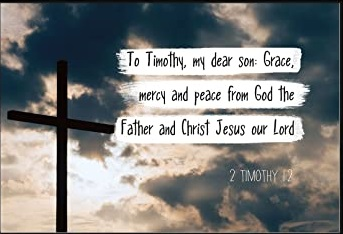 To Timothy, my dear son: Grace,
mercy and peace from God the
Father and Christ Jesus our Lord
2 TIMOTHY 1:2